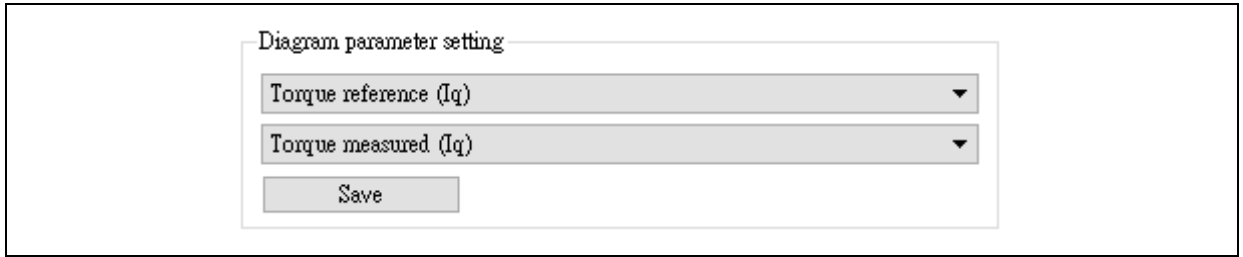 Diagram parameter setting
Torque reference (Iq)
Torque measured (Iq)
Save